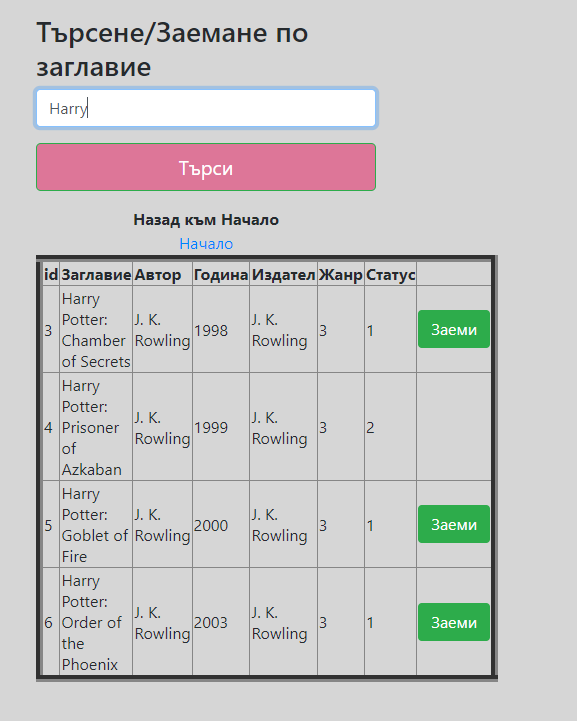 Търсене/Заемане по
заглавие
Harry
Търси
Назад към Начало
Начало
id Заглавие Автор Година Издател Жанр Статус
3 Harry Potter: Chamber of Secrets J. K. Rowling 1998 J. K. Rowling 3 1 Заеми
4 Harry Potter: Prisoner of Azkaban J. K. Rowling 1999 J. K. Rowling 3 2
5 Harry Potter: Goblet of Fire J. K. Rowling 2000 J. K. Rowling 3 1 Заеми
6 Harry Potter: Order of the Phoenix J. K. Rowling 2003 J. K. Rowling 3 1 Заеми